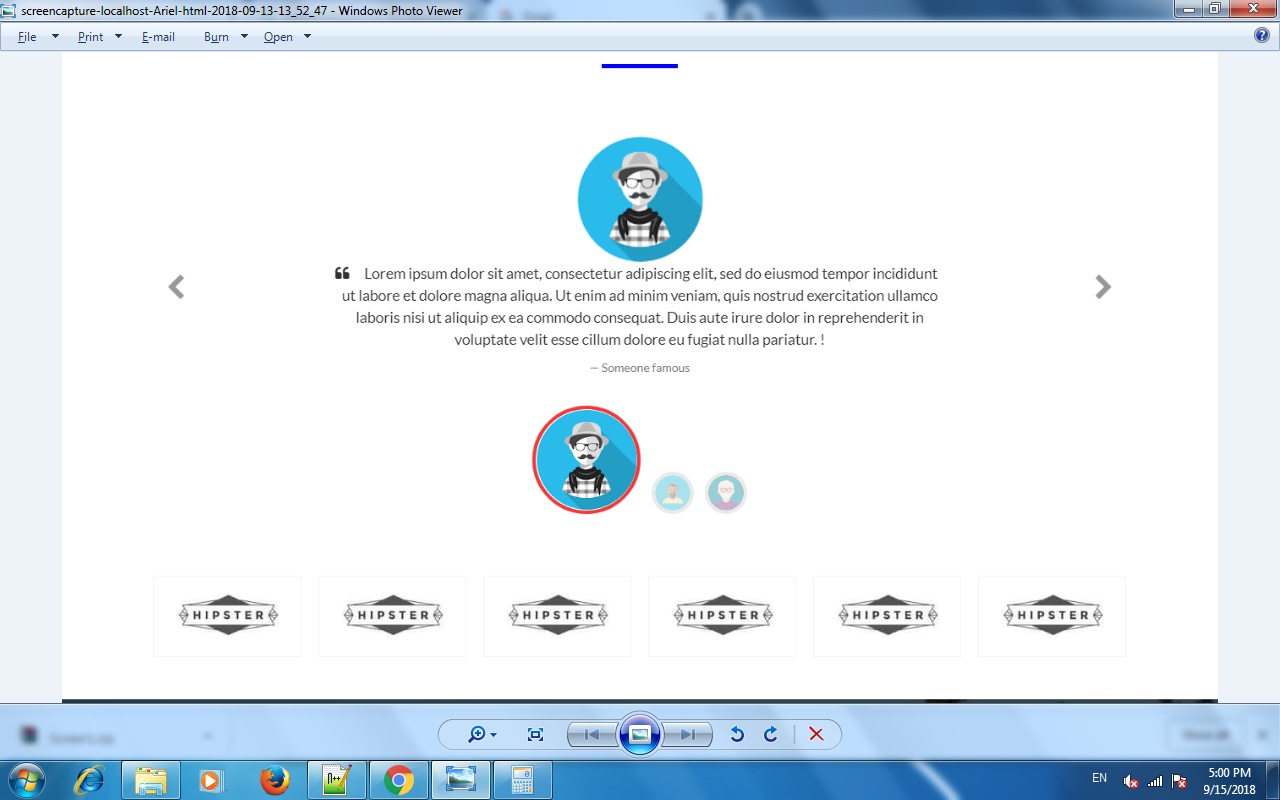 screencapture-localhost-Ariel-html-2018-09-13-13_52_47 - Windows Photo Viewer
File Print E-mail Burn Open
Lorem ipsum dolor sit amet, consectetur adipiscing elit, sed do eiusmod tempor incididunt
ut labore et dolore magna aliqua. Ut enim ad minim veniam, quis nostrud exercitation ullamco
laboris nisi ut aliquip ex ea commodo consequat. Duis aute irure dolor in reprehenderit in
voluptate velit esse cillum dolore eu fugiat nulla pariatur. !
— Someone famous
HIPSTER HIPSTER HIPSTER HIPSTER HIPSTER HIPSTER
EN
5:00 PM
9/15/2018